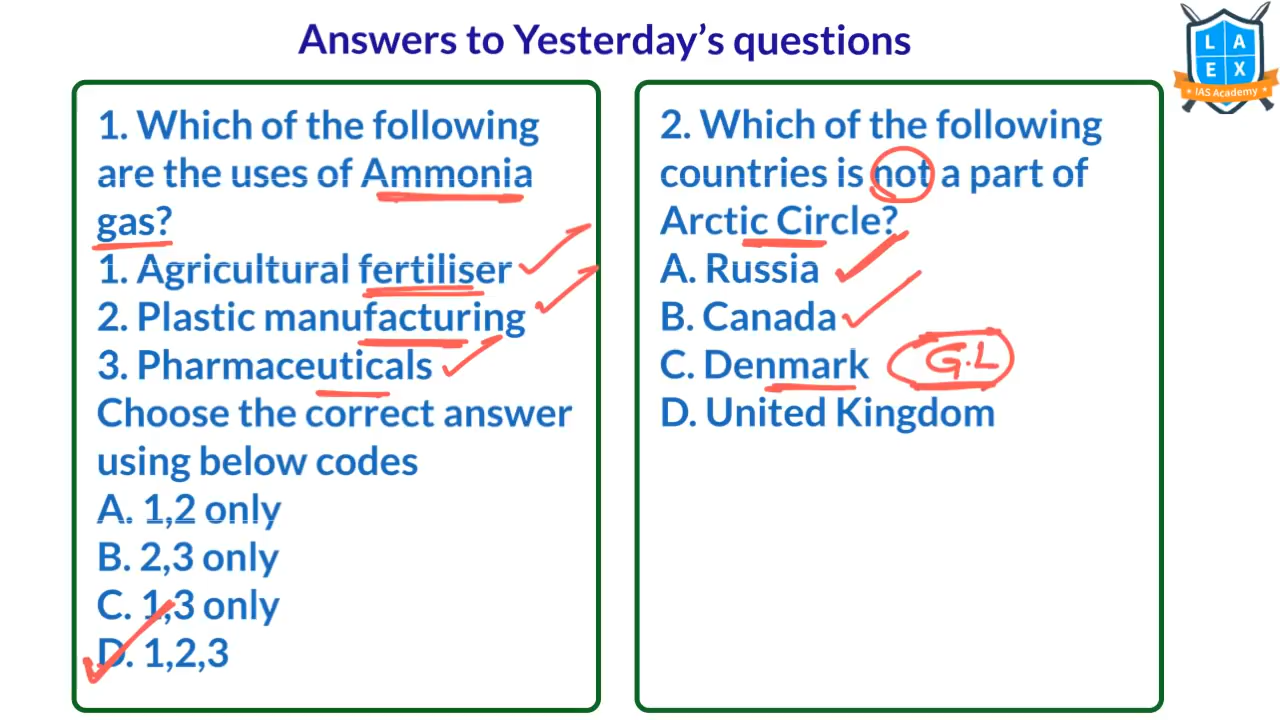 Answers to Yesterday's questions
L A
E X
IAS Academy
1. Which of the following
are the uses of Ammonia
gas?
1. Agricultural fertiliser
2. Plastic manufacturing
3. Pharmaceuticals
Choose the correct answer
using below codes
A. 1,2 only
B. 2,3 only
C. 1,3 only
D. 1,2,3
2. Which of the following
countries is not a part of
Arctic Circle?
A. Russia
B. Canada
C. Denmark G.L
D. United Kingdom